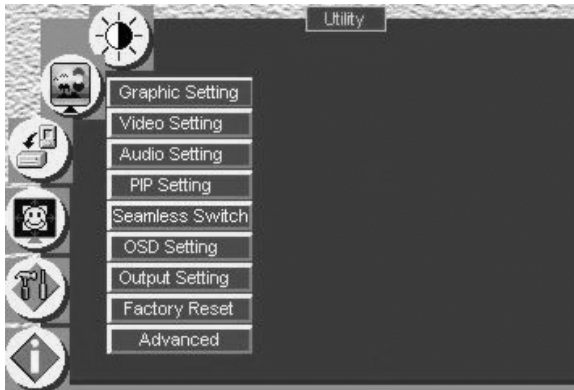 Utility
Graphic Setting
Video Setting
Audio Setting
PIP Setting
Seamless Switch
OSD Setting
Output Setting
Factory Reset
Advanced